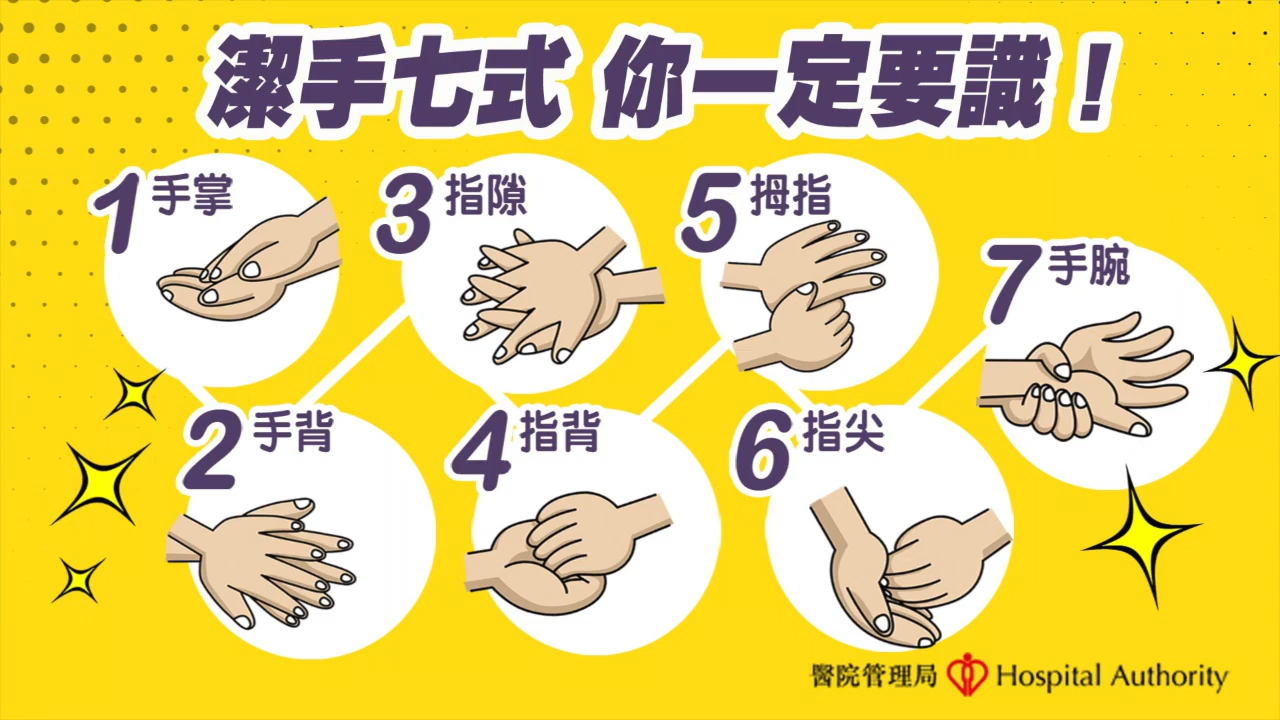 潔手七式 你一定要識！
1 手掌
2 手背
3 指隙
4 指背
5 拇指
6 指尖
7 手腕
醫院管理局 Hospital Authority